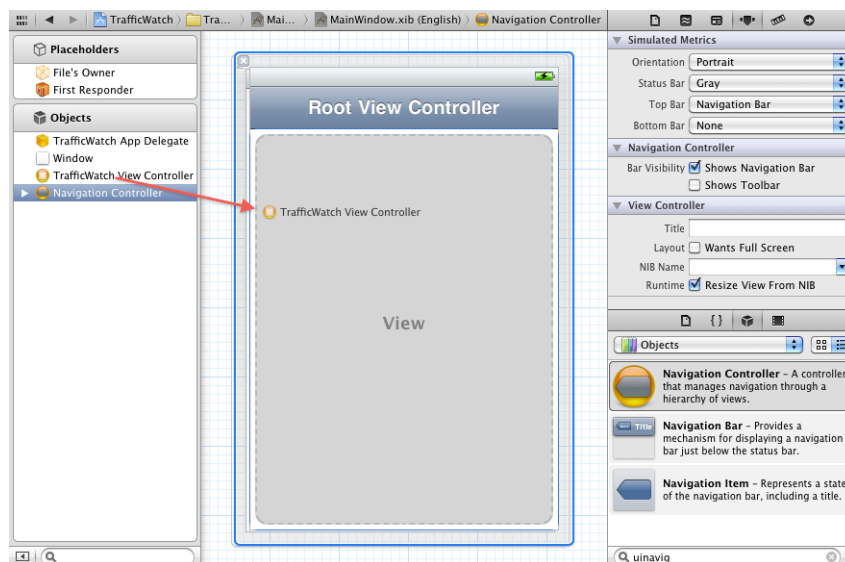 TrafficWatch
Tra...
Mai...
MainWindow.xib (English)
Navigation Controller
Placeholders
File's Owner
First Responder
Objects
TrafficWatch App Delegate
Window
TrafficWatch View Controller
Navigation Controller
Root View Controller
TrafficWatch View Controller
View
Simulated Metrics
Orientation Portrait
Status Bar Gray
Top Bar Navigation Bar
Bottom Bar None
Navigation Controller
Bar Visibility Shows Navigation Bar
Shows Toolbar
View Controller
Title
Layout Wants Full Screen
NIB Name
Runtime Resize View From NIB
{}
Objects
Navigation Controller – A controller
that manages navigation through a
hierarchy of views.
Title
Navigation Bar – Provides a
mechanism for displaying a navigation
bar just below the status bar.
Navigation Item – Represents a state
of the navigation bar, including a title.
uinavig